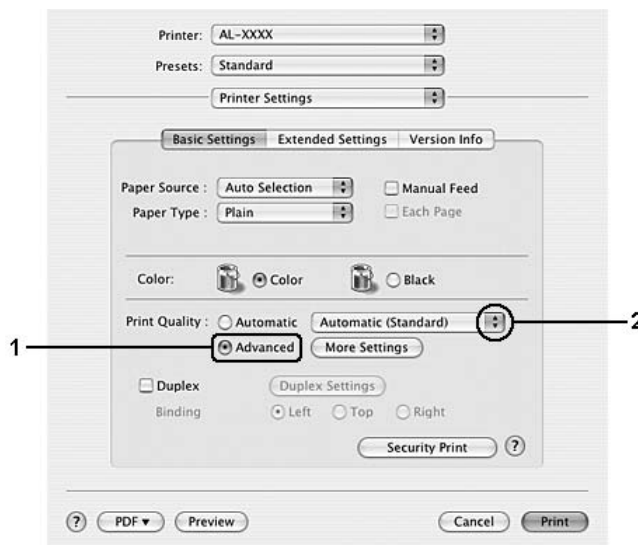 Printer: AL-XXXX
Presets: Standard
Printer Settings
Basic Settings Extended Settings Version Info
Paper Source : Auto Selection Manual Feed
Paper Type : Plain Each Page
Color: Color Black
Print Quality : Automatic Automatic (Standard) 2
1 Advanced More Settings
Duplex Duplex Settings
Binding Left Top Right
Security Print ?
? PDF Preview Cancel Print